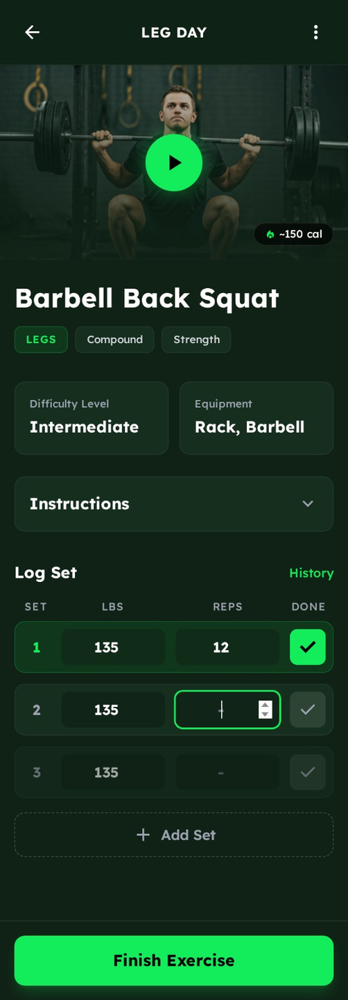 LEG DAY
~150 cal
Barbell Back Squat
LEGS Compound Strength
Difficulty Level
Intermediate
Equipment
Rack, Barbell
Instructions
Log Set History
SET LBS REPS DONE
1 135 12
2 135 -
3 135 -
Add Set
Finish Exercise